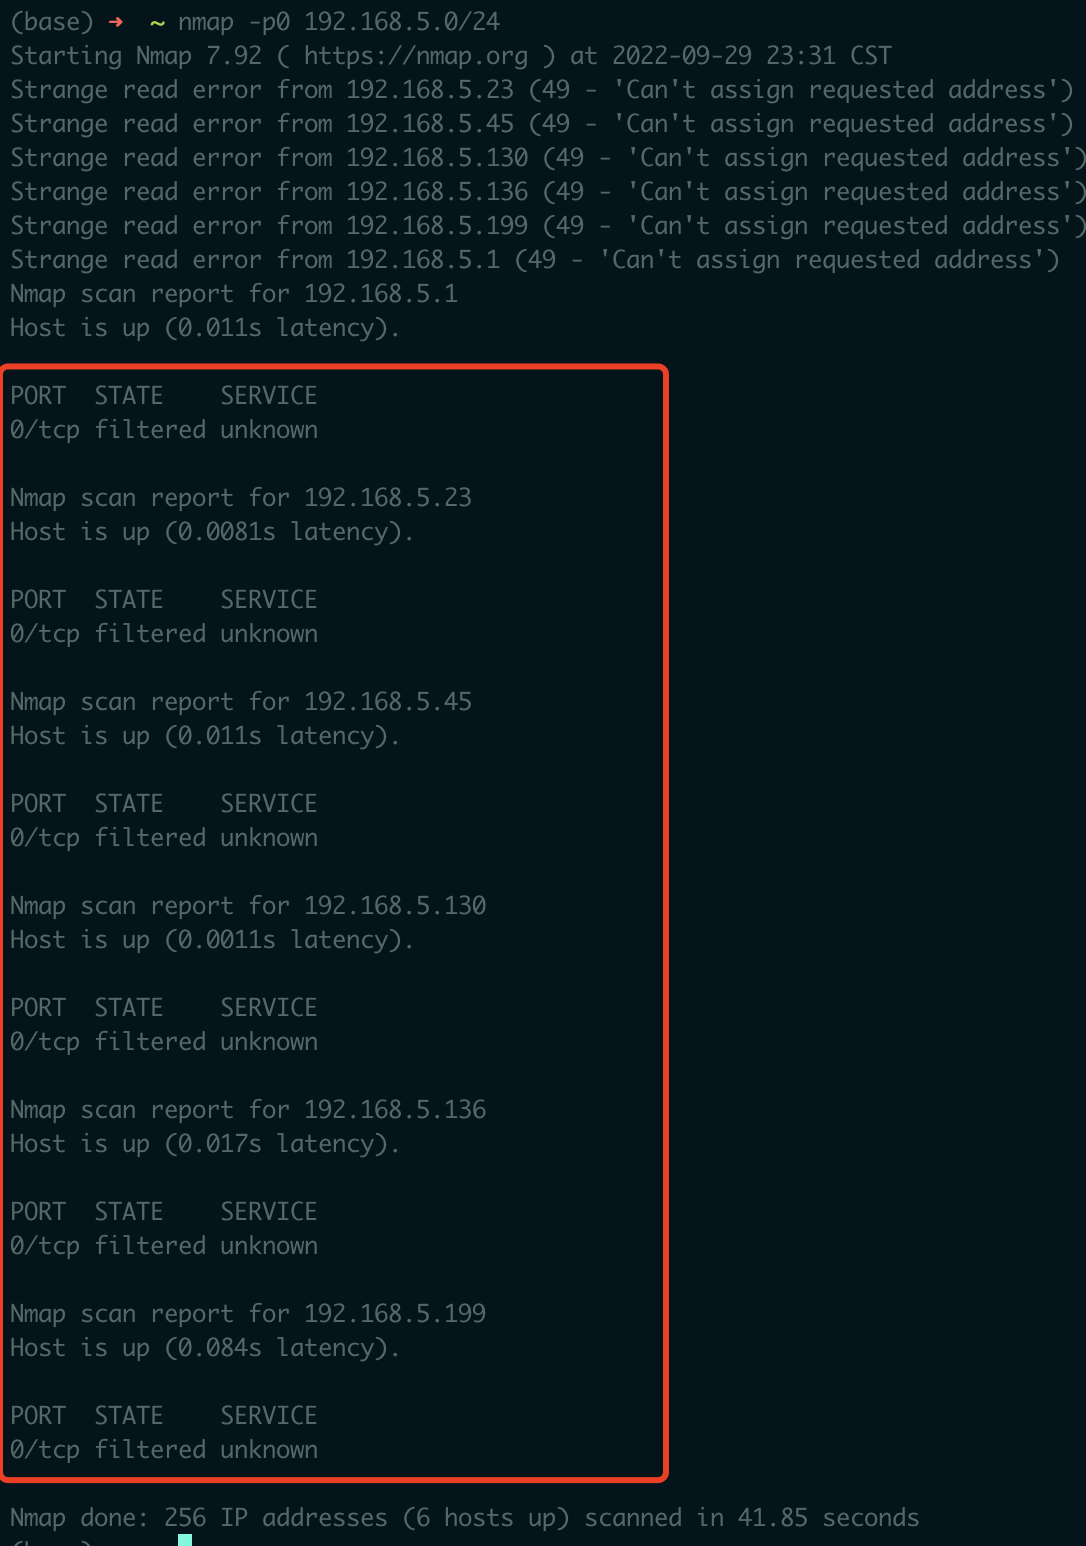 (base) ➜  ~ nmap -p0 192.168.5.0/24
Starting Nmap 7.92 ( https://nmap.org ) at 2022-09-29 23:31 CST
Strange read error from 192.168.5.23 (49 - 'Can't assign requested address')
Strange read error from 192.168.5.45 (49 - 'Can't assign requested address')
Strange read error from 192.168.5.130 (49 - 'Can't assign requested address')
Strange read error from 192.168.5.136 (49 - 'Can't assign requested address')
Strange read error from 192.168.5.199 (49 - 'Can't assign requested address')
Strange read error from 192.168.5.1 (49 - 'Can't assign requested address')
Nmap scan report for 192.168.5.1
Host is up (0.011s latency).
PORT  STATE    SERVICE
0/tcp filtered unknown
Nmap scan report for 192.168.5.23
Host is up (0.0081s latency).
PORT  STATE    SERVICE
0/tcp filtered unknown
Nmap scan report for 192.168.5.45
Host is up (0.011s latency).
PORT  STATE    SERVICE
0/tcp filtered unknown
Nmap scan report for 192.168.5.130
Host is up (0.0011s latency).
PORT  STATE    SERVICE
0/tcp filtered unknown
Nmap scan report for 192.168.5.136
Host is up (0.017s latency).
PORT  STATE    SERVICE
0/tcp filtered unknown
Nmap scan report for 192.168.5.199
Host is up (0.084s latency).
PORT  STATE    SERVICE
0/tcp filtered unknown
Nmap done: 256 IP addresses (6 hosts up) scanned in 41.85 seconds